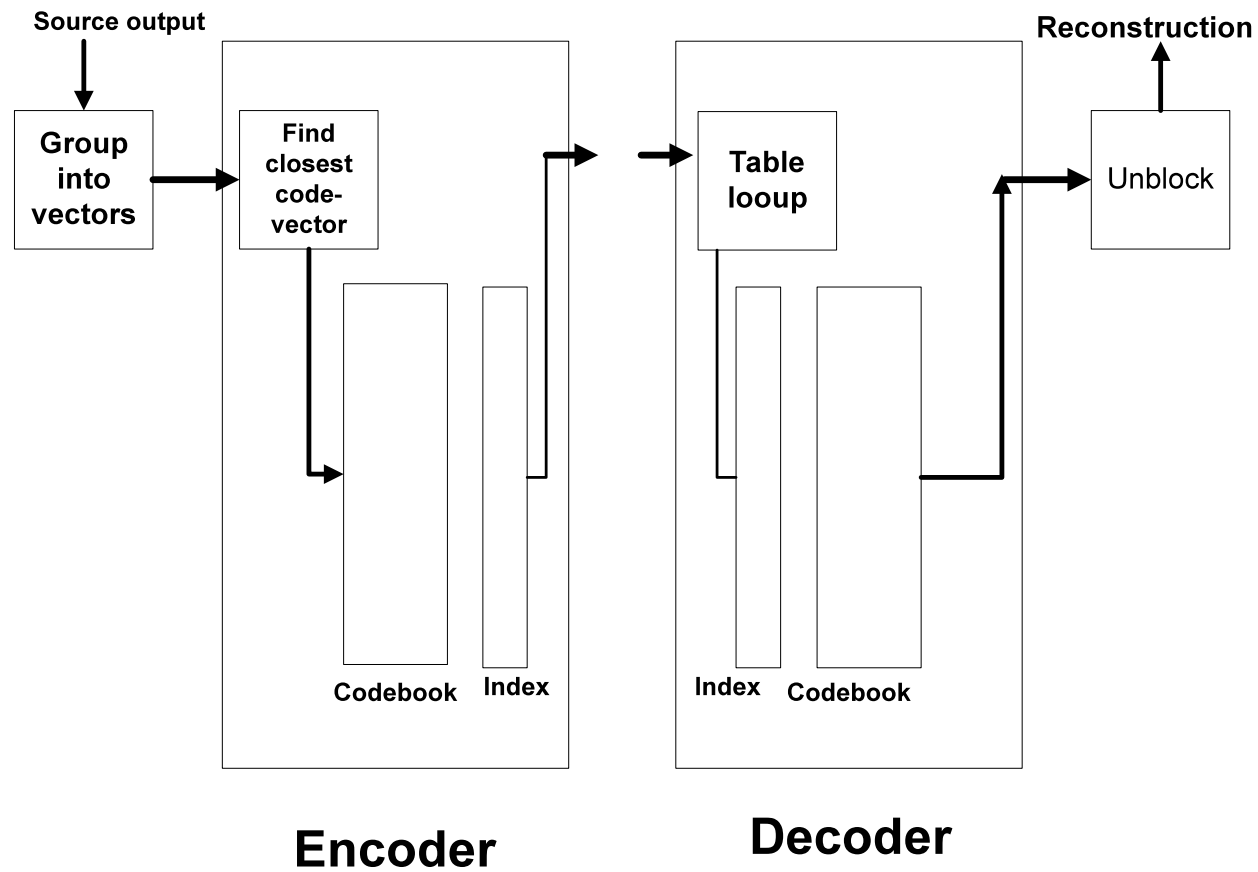 Source output
Reconstruction
Group
into
vectors
Find
closest
code-
vector
Table
looup
Unblock
Codebook
Index
Index
Codebook
Encoder
Decoder